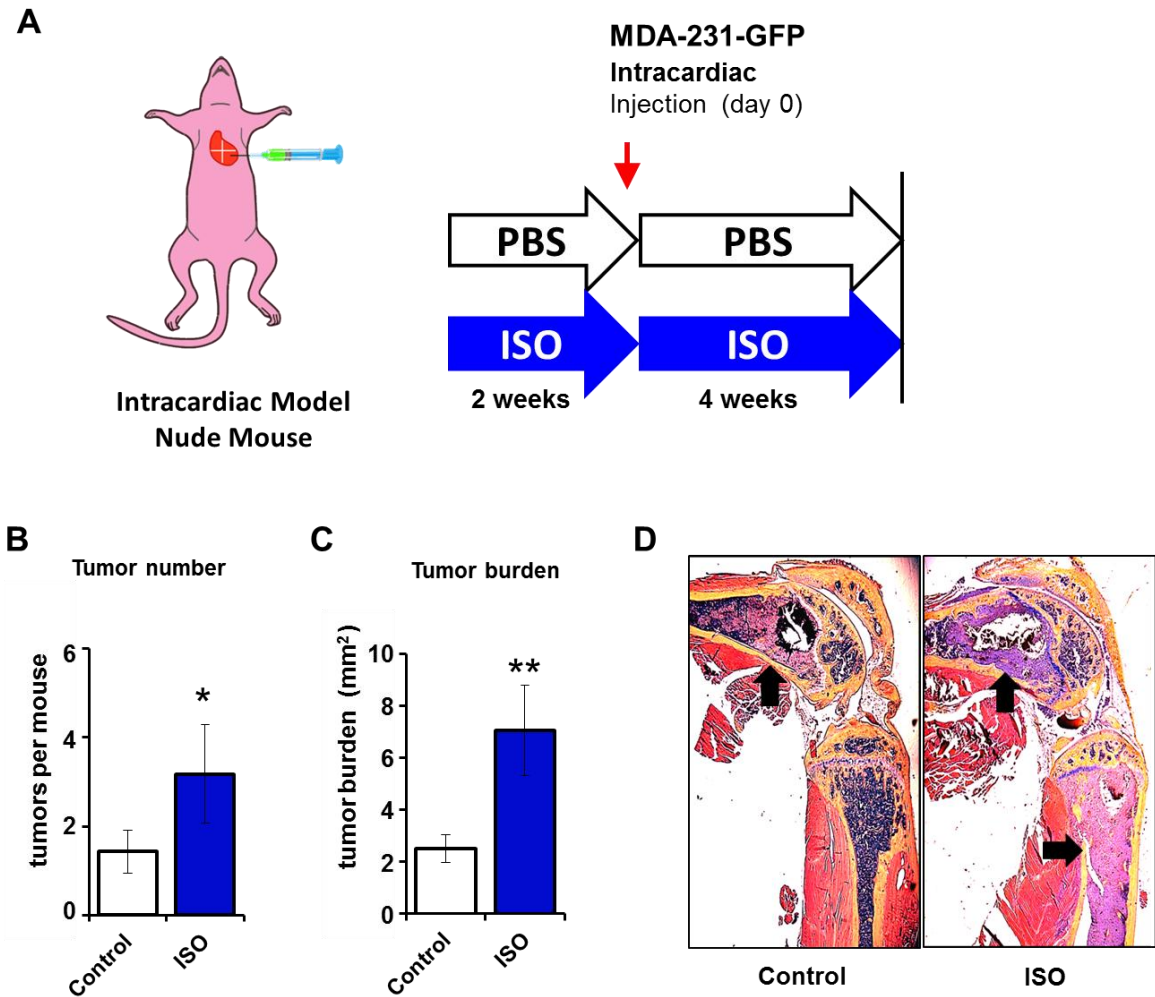 A
MDA-231-GFP
Intracardiac
Injection (day 0)
PBS
PBS
ISO
ISO
2 weeks
4 weeks
Intracardiac Model
Nude Mouse
B
Tumor number
tumors per mouse
6
4
2
0
*
Control
ISO
C
Tumor burden
tumor burden (mm²)
10
8
6
4
2
0
**
Control
ISO
D
Control
ISO